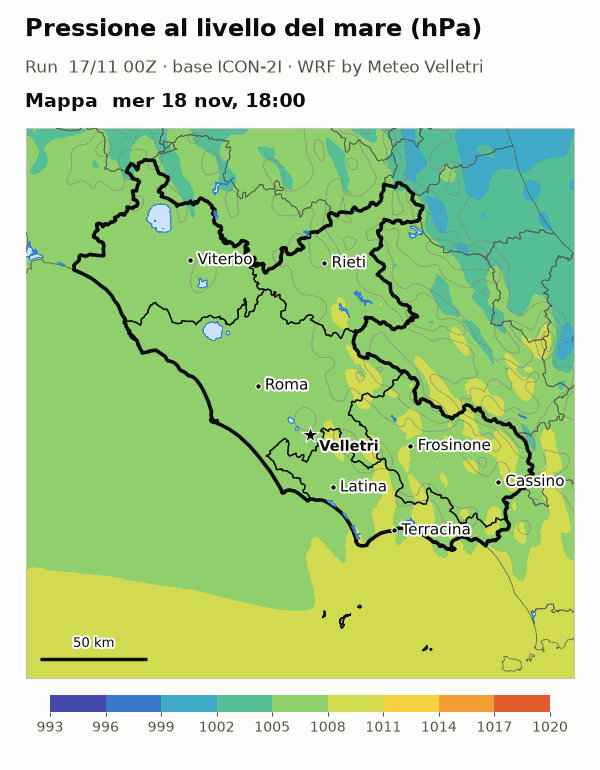 Pressione al livello del mare (hPa)
Run 17/11 00Z · base ICON-2I · WRF by Meteo Velletri
Mappa mer 18 nov, 18:00
Viterbo
Rieti
Roma
Velletri
Frosinone
Latina
Cassino
Terracina
50 km
993 996 999 1002 1005 1008 1011 1014 1017 1020